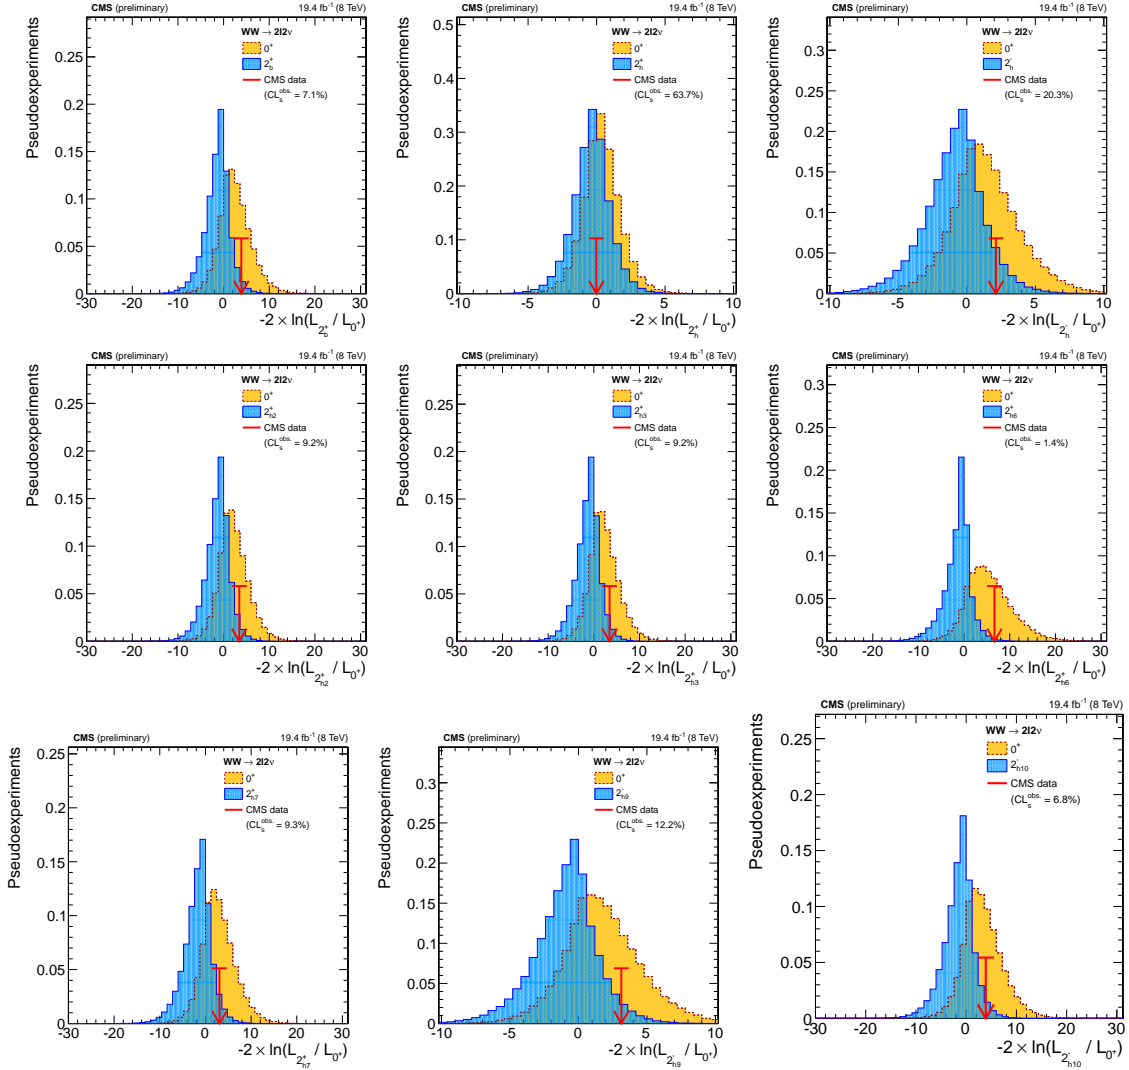 CMS (preliminary) 19.4 fb⁻¹ (8 TeV)
WW → 2l2ν
0⁺
2⁺_b
CMS data
(CL_s^obs. = 7.1%)
Pseudoexperiments
0.25
0.2
0.15
0.1
0.05
0
-30 -20 -10 0 10 20 30
-2 × ln(L_2⁺_b / L_0⁺)
CMS (preliminary) 19.4 fb⁻¹ (8 TeV)
WW → 2l2ν
0⁺
2⁺_h
CMS data
(CL_s^obs. = 63.7%)
Pseudoexperiments
0.5
0.4
0.3
0.2
0.1
0
-10 -5 0 5 10
-2 × ln(L_2⁺_h / L_0⁺)
CMS (preliminary) 19.4 fb⁻¹ (8 TeV)
WW → 2l2ν
0⁺
2⁻_h
CMS data
(CL_s^obs. = 20.3%)
Pseudoexperiments
0.3
0.25
0.2
0.15
0.1
0.05
0
-10 -5 0 5 10
-2 × ln(L_2⁻_h / L_0⁺)
CMS (preliminary) 19.4 fb⁻¹ (8 TeV)
WW → 2l2ν
0⁺
2⁺_h2
CMS data
(CL_s^obs. = 9.2%)
Pseudoexperiments
0.25
0.2
0.15
0.1
0.05
0
-30 -20 -10 0 10 20 30
-2 × ln(L_2⁺_h2 / L_0⁺)
CMS (preliminary) 19.4 fb⁻¹ (8 TeV)
WW → 2l2ν
0⁺
2⁺_h3
CMS data
(CL_s^obs. = 9.2%)
Pseudoexperiments
0.25
0.2
0.15
0.1
0.05
0
-30 -20 -10 0 10 20 30
-2 × ln(L_2⁺_h3 / L_0⁺)
CMS (preliminary) 19.4 fb⁻¹ (8 TeV)
WW → 2l2ν
0⁺
2⁺_h6
CMS data
(CL_s^obs. = 1.4%)
Pseudoexperiments
0.3
0.25
0.2
0.15
0.1
0.05
0
-30 -20 -10 0 10 20 30
-2 × ln(L_2⁺_h6 / L_0⁺)
CMS (preliminary) 19.4 fb⁻¹ (8 TeV)
WW → 2l2ν
0⁺
2⁺_h7
CMS data
(CL_s^obs. = 9.3%)
Pseudoexperiments
0.25
0.2
0.15
0.1
0.05
0
-30 -20 -10 0 10 20 30
-2 × ln(L_2⁺_h7 / L_0⁺)
CMS (preliminary) 19.4 fb⁻¹ (8 TeV)
WW → 2l2ν
0⁺
2⁻_h9
CMS data
(CL_s^obs. = 12.2%)
Pseudoexperiments
0.3
0.25
0.2
0.15
0.1
0.05
0
-10 -5 0 5 10
-2 × ln(L_2⁻_h9 / L_0⁺)
CMS (preliminary) 19.4 fb⁻¹ (8 TeV)
WW → 2l2ν
0⁺
2⁻_h10
CMS data
(CL_s^obs. = 6.8%)
Pseudoexperiments
0.25
0.2
0.15
0.1
0.05
0
-30 -20 -10 0 10 20 30
-2 × ln(L_2⁻_h10 / L_0⁺)